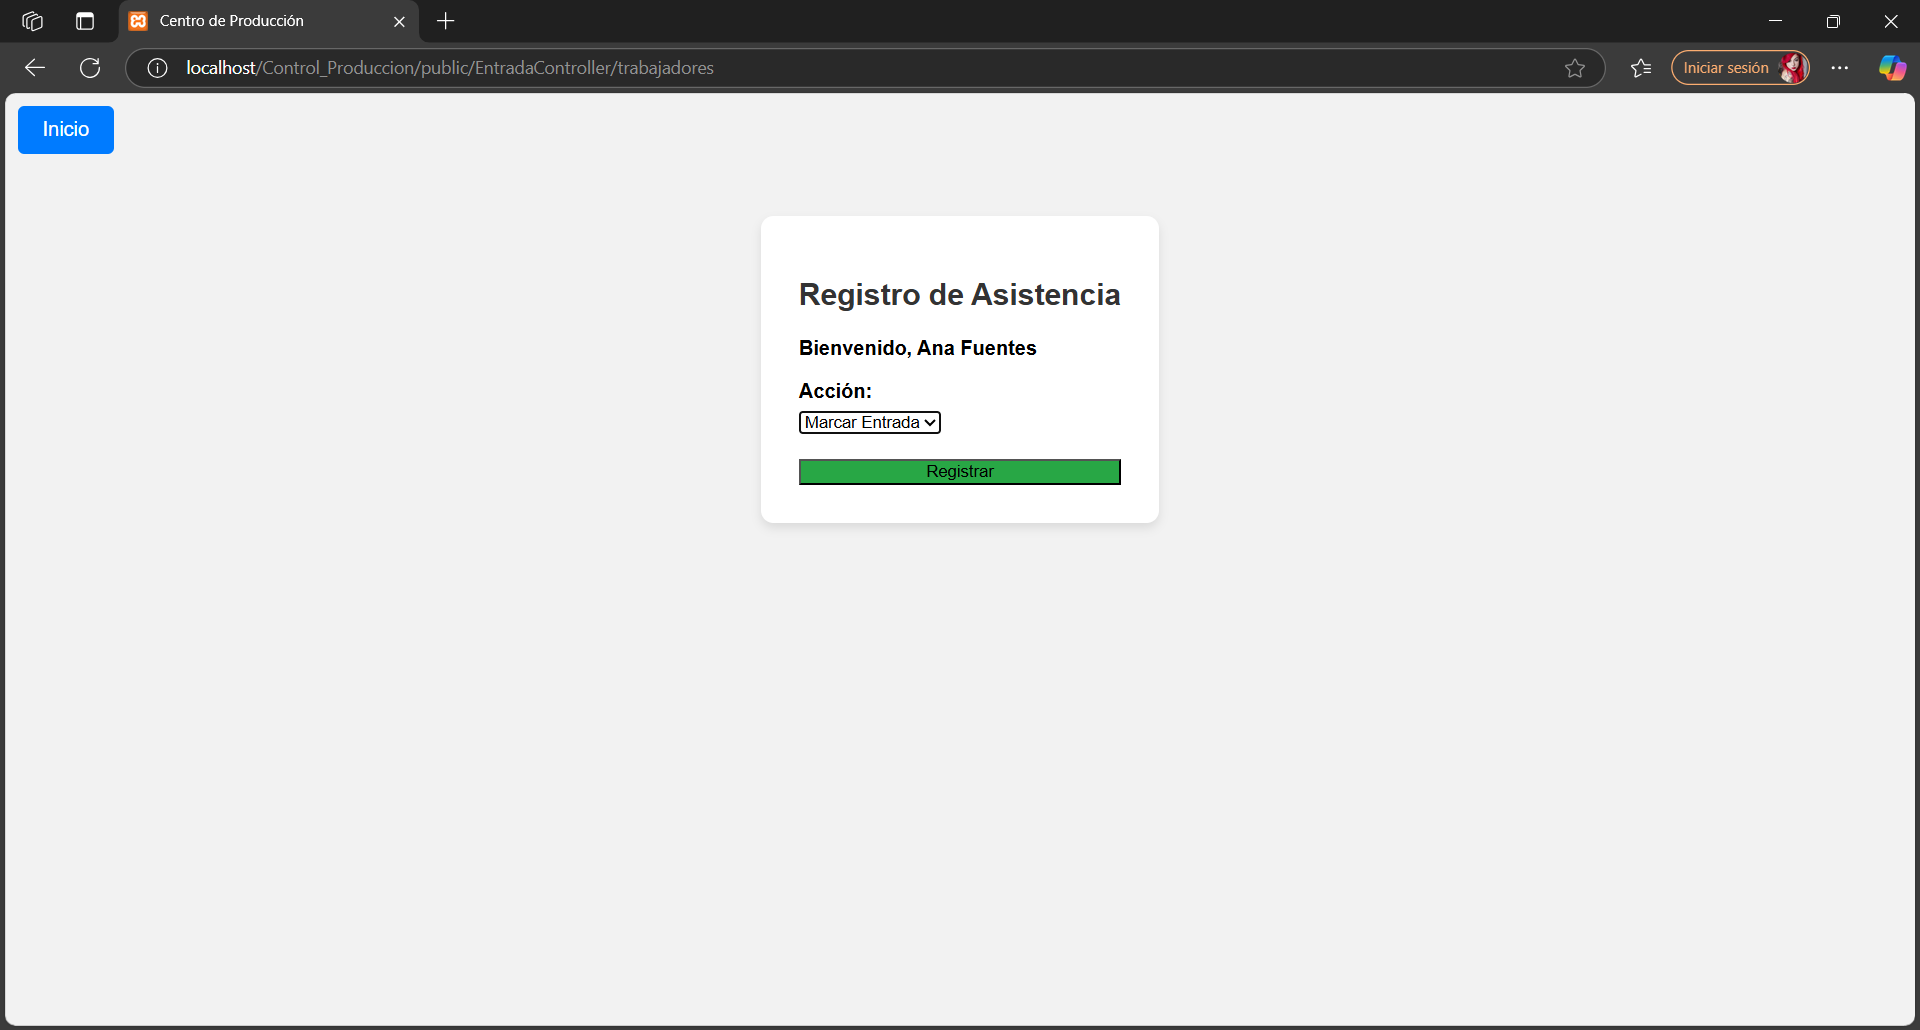 Centro de Producción
localhost/Control_Produccion/public/EntradaController/trabajadores
Iniciar sesión
Inicio
Registro de Asistencia
Bienvenido, Ana Fuentes
Acción:
Marcar Entrada
Registrar